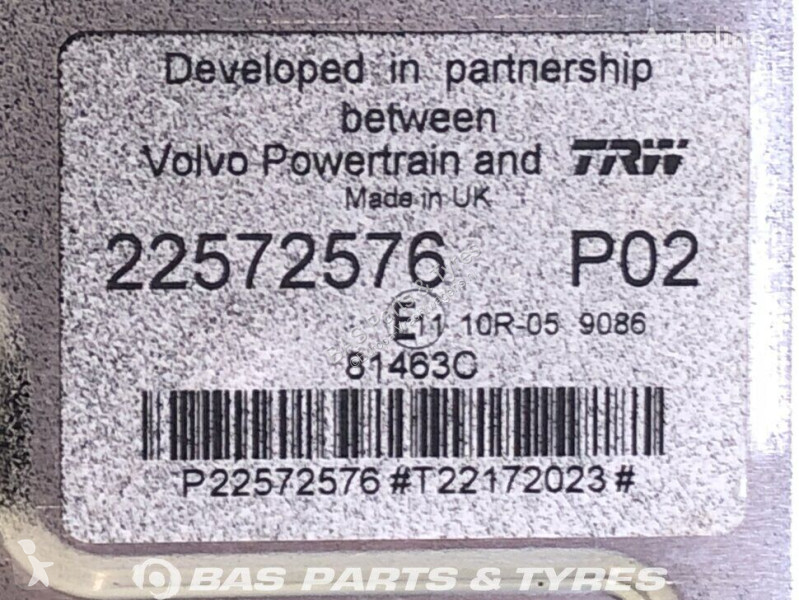 Autoline
Developed in partnership
between
Volvo Powertrain and TRW
Made in UK
22572576 P02
E11 10R-05 9086
81463C
P22572576#T22172023#
BAS PARTS & TYRES